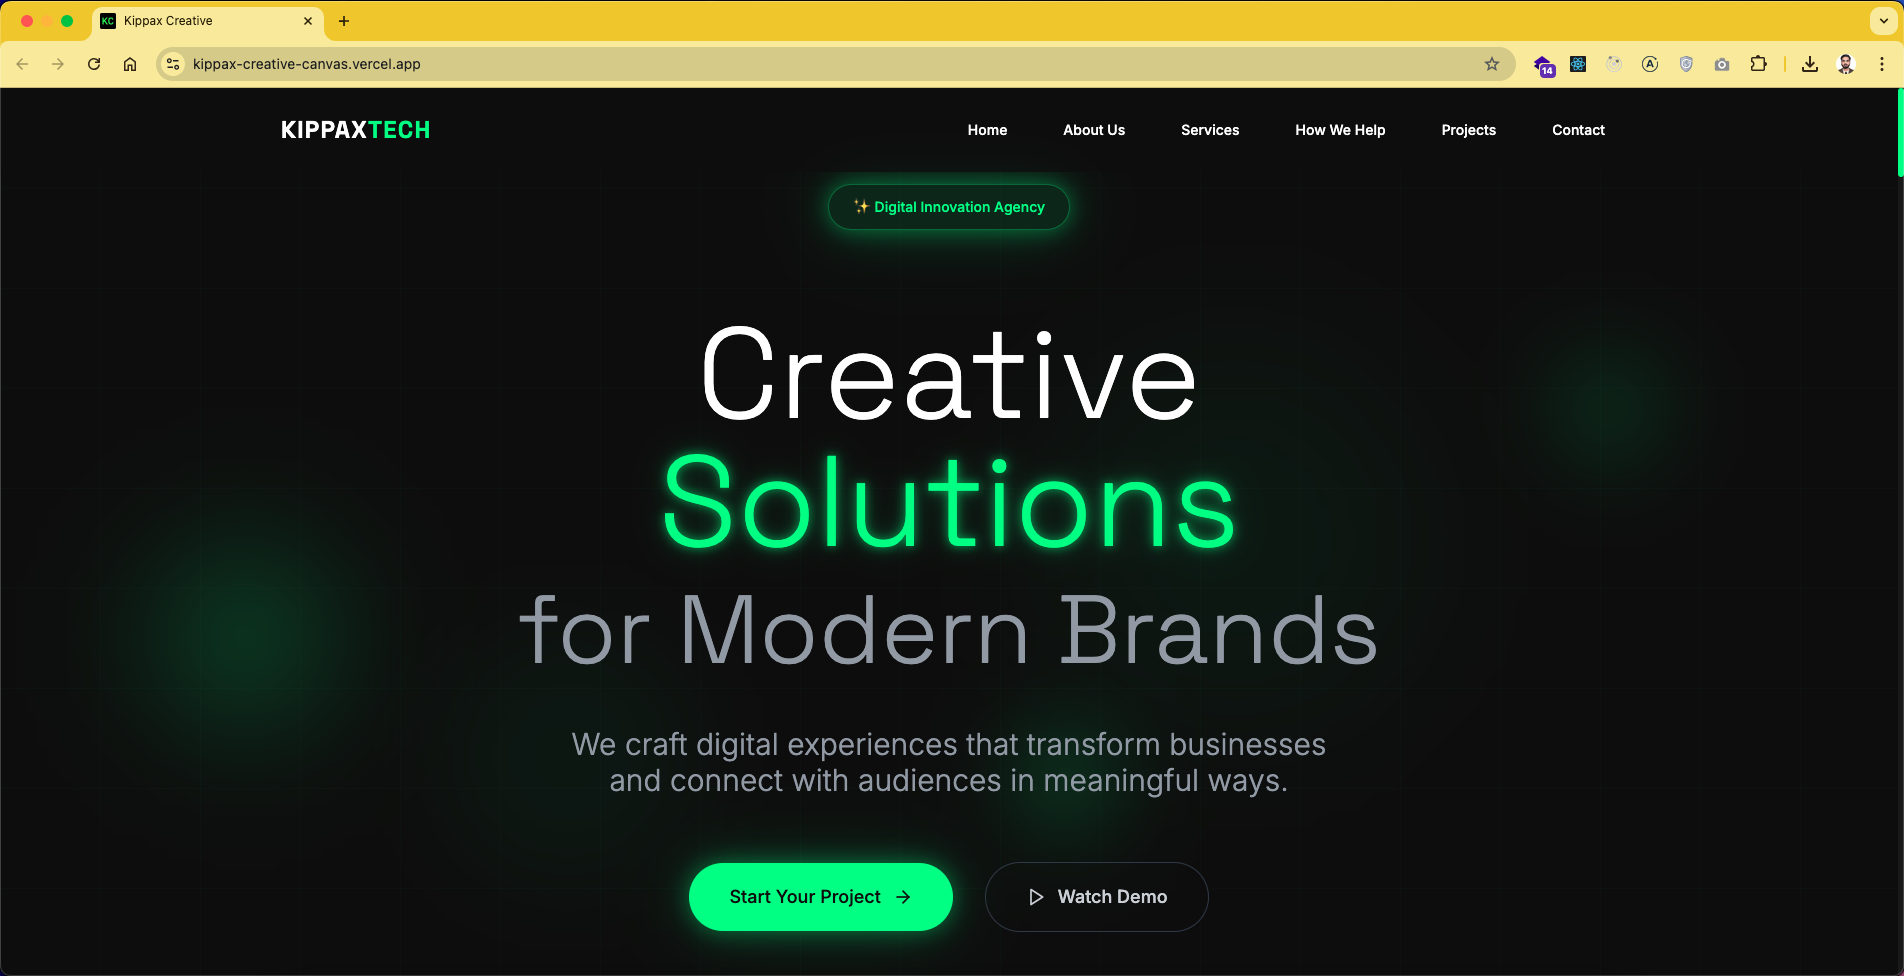 KC Kippax Creative
kippax-creative-canvas.vercel.app
14
KIPPAXTECH
Home About Us Services How We Help Projects Contact
✨ Digital Innovation Agency
Creative
Solutions
for Modern Brands
We craft digital experiences that transform businesses
and connect with audiences in meaningful ways.
Start Your Project →
Watch Demo